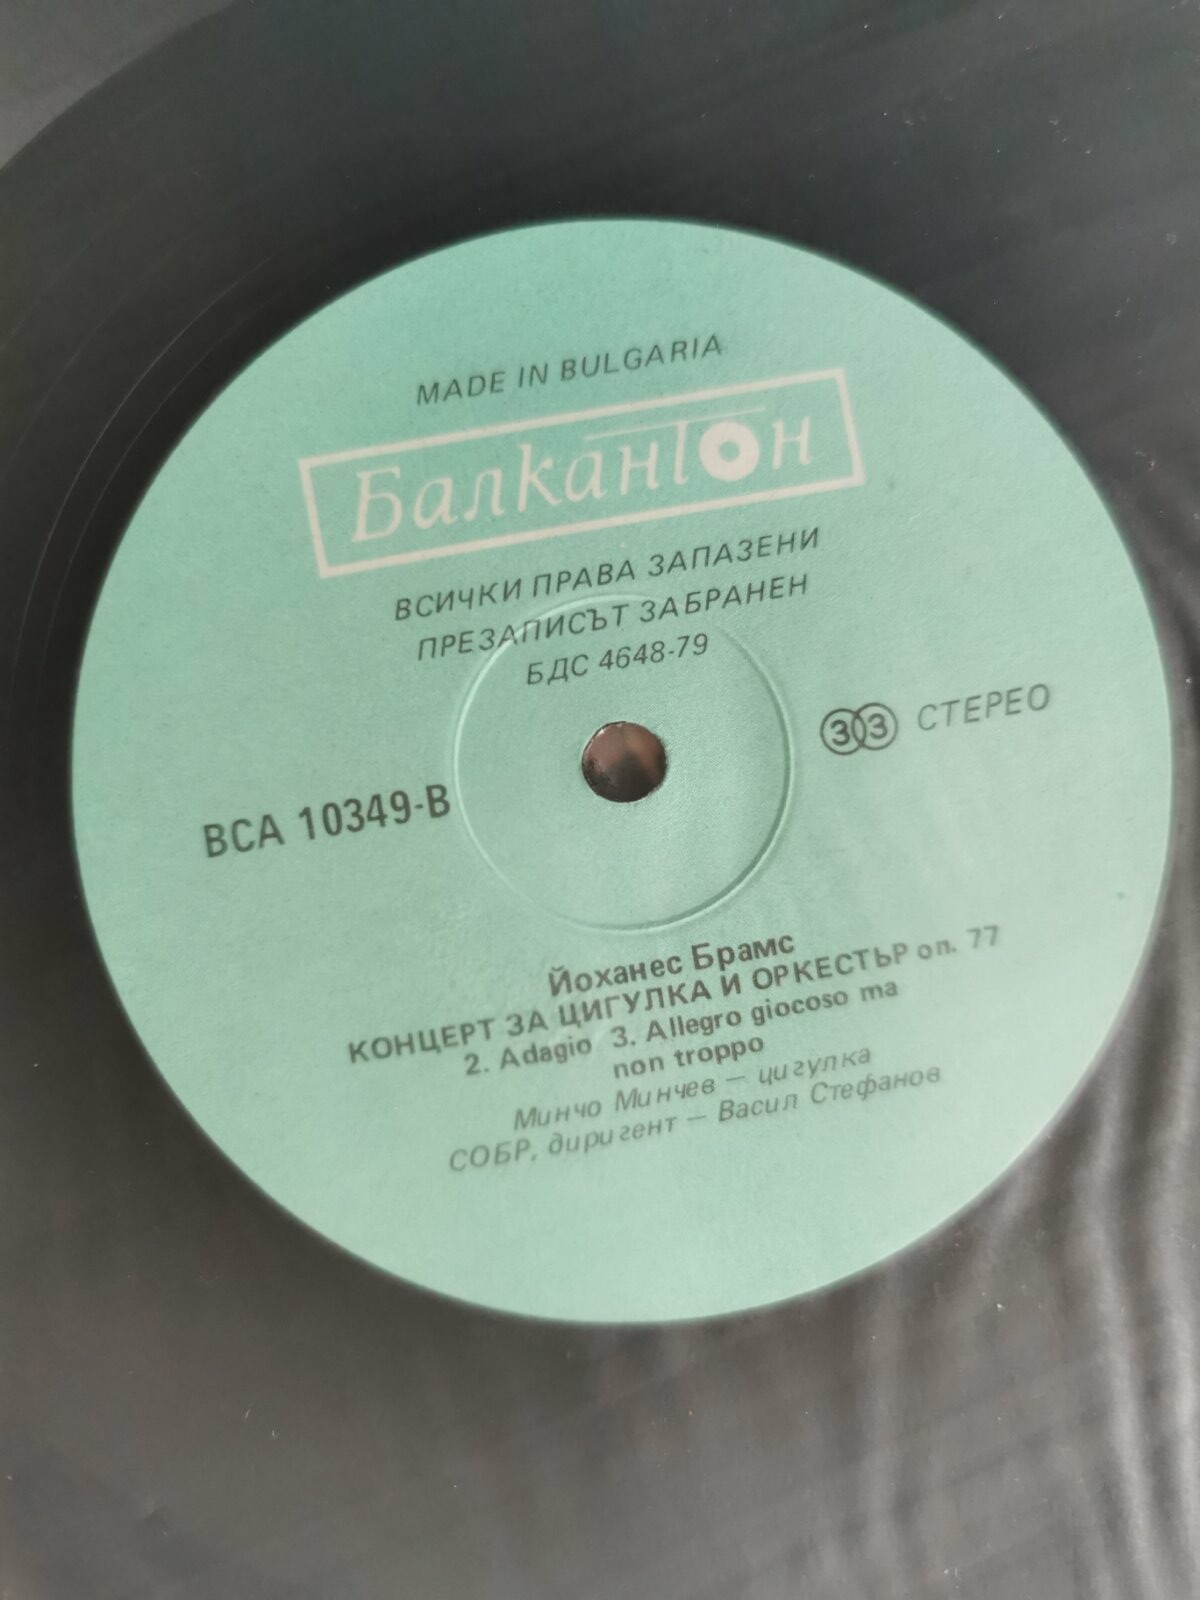 MADE IN BULGARIA
Балкантон
ВСИЧКИ ПРАВА ЗАПАЗЕНИ
ПРЕЗАПИСЪТ ЗАБРАНЕН
БДС 4648-79
33 СТЕРЕО
ВСА 10349-В
Йоханес Брамс
КОНЦЕРТ ЗА ЦИГУЛКА И ОРКЕСТЪР оп. 77
2. Adagio 3. Allegro giocoso ma
non troppo
Минчо Минчев — цигулка
СОБР, диригент — Васил Стефанов